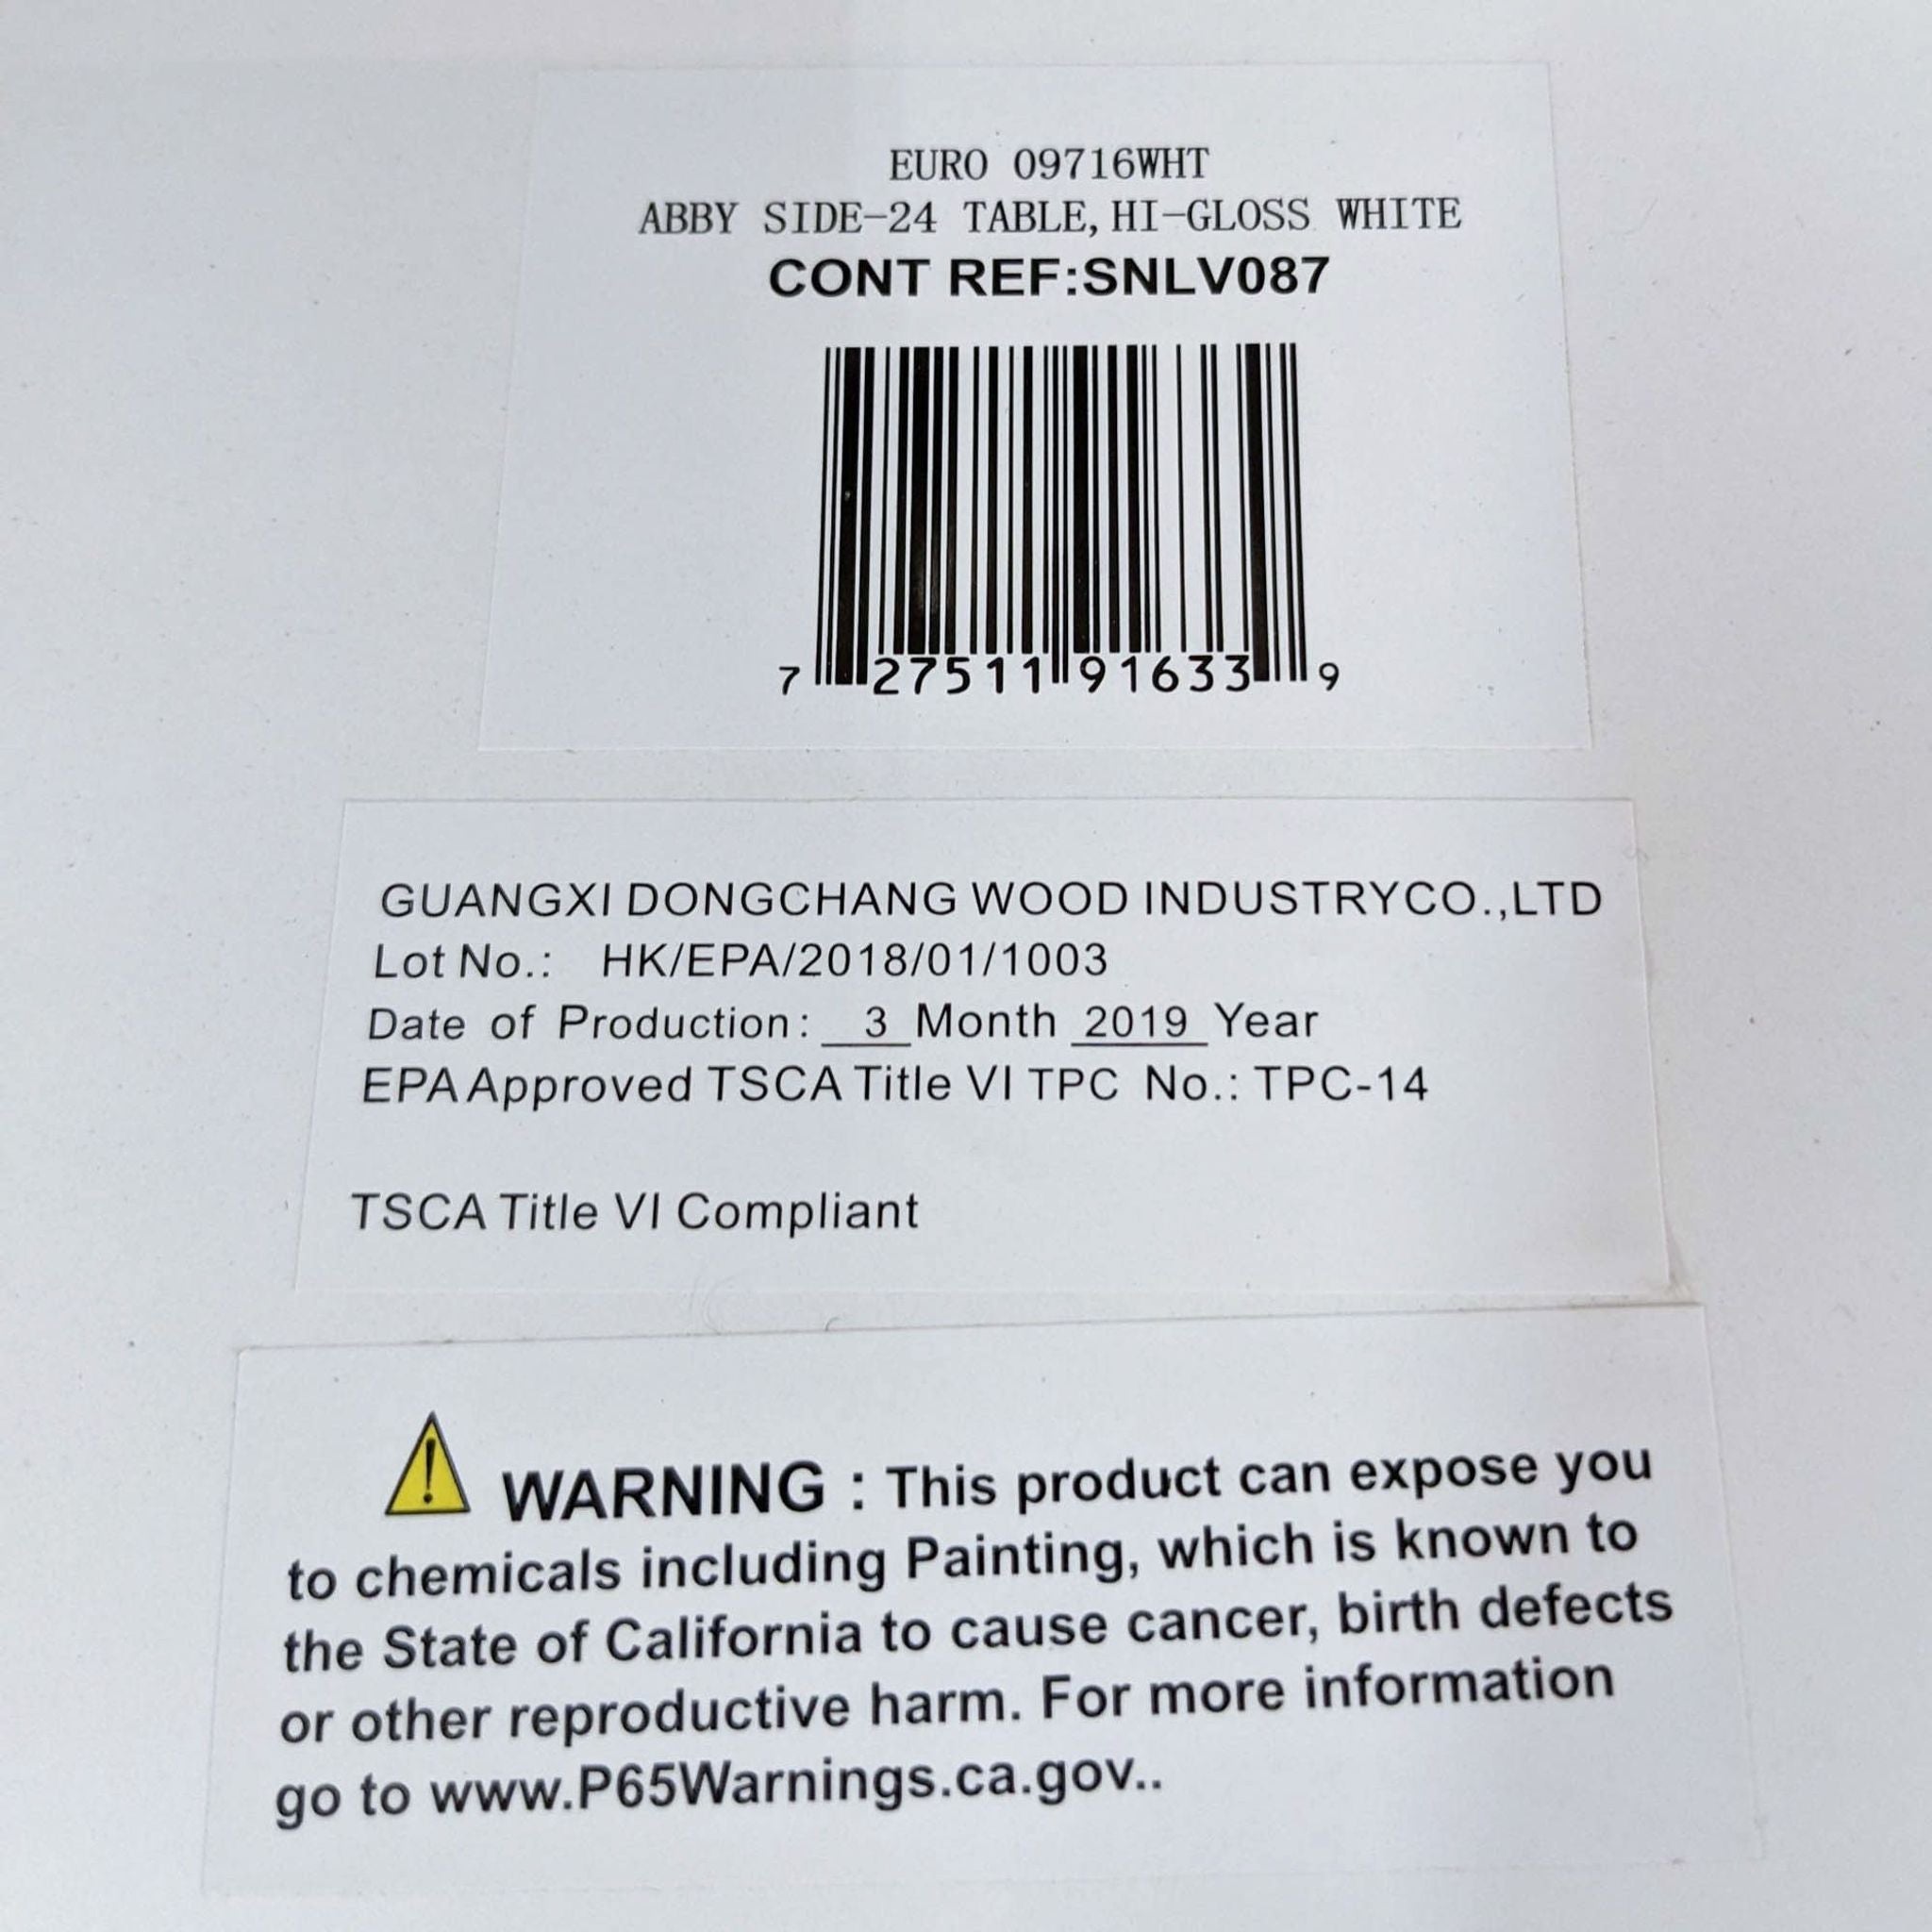 EURO 09716WHT
ABBY SIDE-24 TABLE, HI-GLOSS WHITE
CONT REF:SNLV087
7 27511 91633 9
GUANGXI DONGCHANG WOOD INDUSTRYCO.,LTD
Lot No.: HK/EPA/2018/01/1003
Date of Production: 3 Month 2019 Year
EPA Approved TSCA Title VI TPC No.: TPC-14
TSCA Title VI Compliant
WARNING : This product can expose you
to chemicals including Painting, which is known to
the State of California to cause cancer, birth defects
or other reproductive harm. For more information
go to www.P65Warnings.ca.gov..